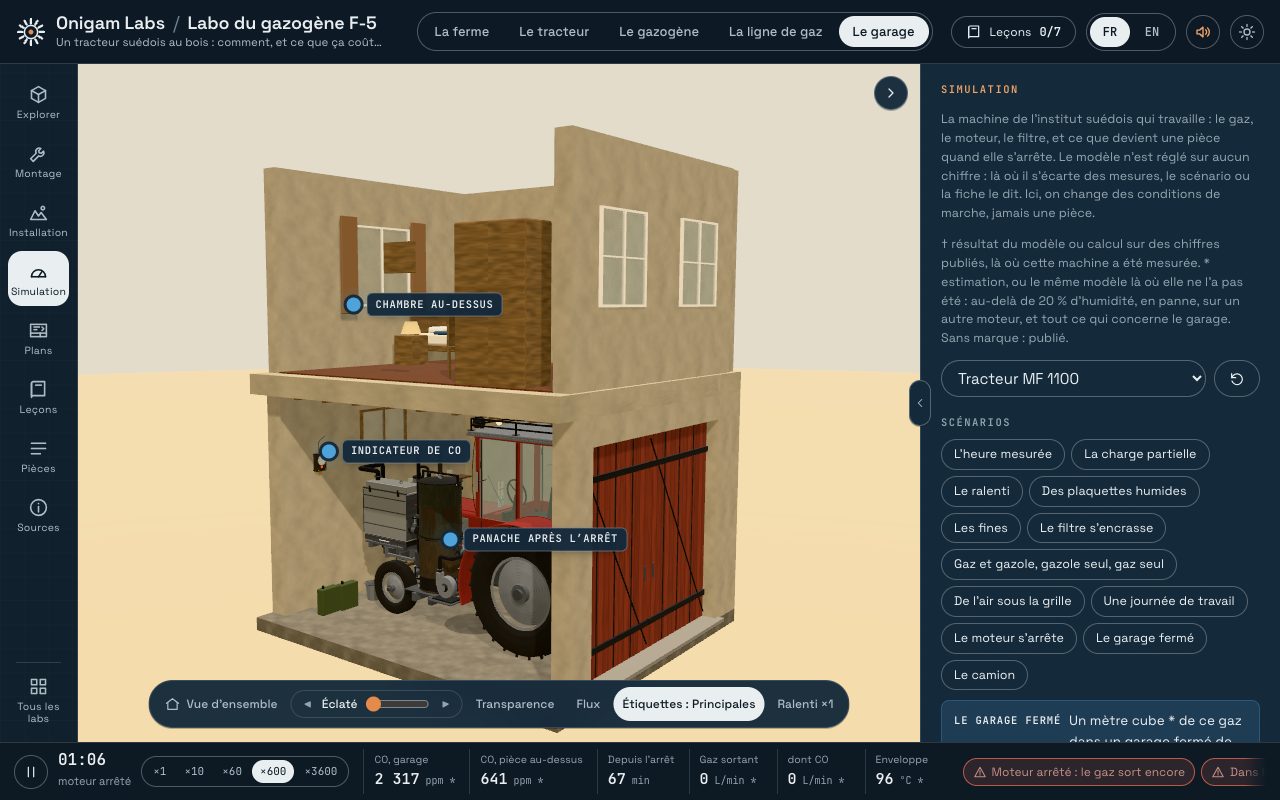 Onigam Labs / Labo du gazogène F-5
Un tracteur suédois au bois : comment, et ce que ça coût…
La ferme
Le tracteur
Le gazogène
La ligne de gaz
Le garage
Leçons 0/7
FR
EN
Explorer
Montage
Installation
Simulation
Plans
Leçons
Pièces
Sources
Tous les
labs
CHAMBRE AU-DESSUS
INDICATEUR DE CO
PANACHE APRÈS L’ARRÊT
Vue d’ensemble
◄ Éclaté ►
Transparence
Flux
Étiquettes : Principales
Ralenti ×1
SIMULATION
La machine de l’institut suédois qui travaille : le gaz,
le moteur, le filtre, et ce que devient une pièce
quand elle s’arrête. Le modèle n’est réglé sur aucun
chiffre : là où il s’écarte des mesures, le scénario ou
la fiche le dit. Ici, on change des conditions de
marche, jamais une pièce.
† résultat du modèle ou calcul sur des chiffres
publiés, là où cette machine a été mesurée. *
estimation, ou le même modèle là où elle ne l’a pas
été : au-delà de 20 % d’humidité, en panne, sur un
autre moteur, et tout ce qui concerne le garage.
Sans marque : publié.
Tracteur MF 1100
SCÉNARIOS
L’heure mesurée
La charge partielle
Le ralenti
Des plaquettes humides
Les fines
Le filtre s’encrasse
Gaz et gazole, gazole seul, gaz seul
De l’air sous la grille
Une journée de travail
Le moteur s’arrête
Le garage fermé
Le camion
LE GARAGE FERMÉ Un mètre cube * de ce gaz
dans un garage fermé de
01:06
moteur arrêté
×1
×10
×60
×600
×3600
CO, garage
2 317 ppm *
CO, pièce au-dessus
641 ppm *
Depuis l’arrêt
67 min
Gaz sortant
0 L/min *
dont CO
0 L/min *
Enveloppe
96 °C *
Moteur arrêté : le gaz sort encore
Dans